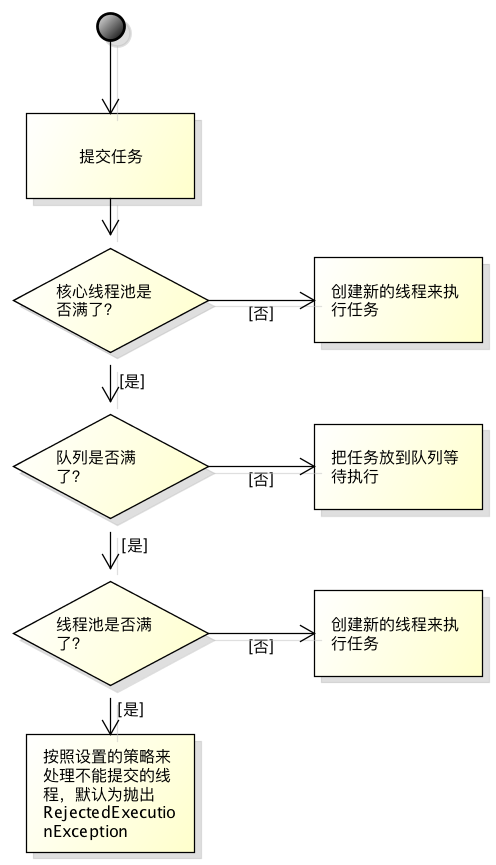 提交任务
核心线程池是
否满了?
[否]
创建新的线程来执
行任务
[是]
队列是否满
了?
[否]
把任务放到队列等
待执行
[是]
线程池是否满
了?
[否]
创建新的线程来执
行任务
[是]
按照设置的策略来
处理不能提交的线
程，默认为抛出
RejectedExecutio
nException